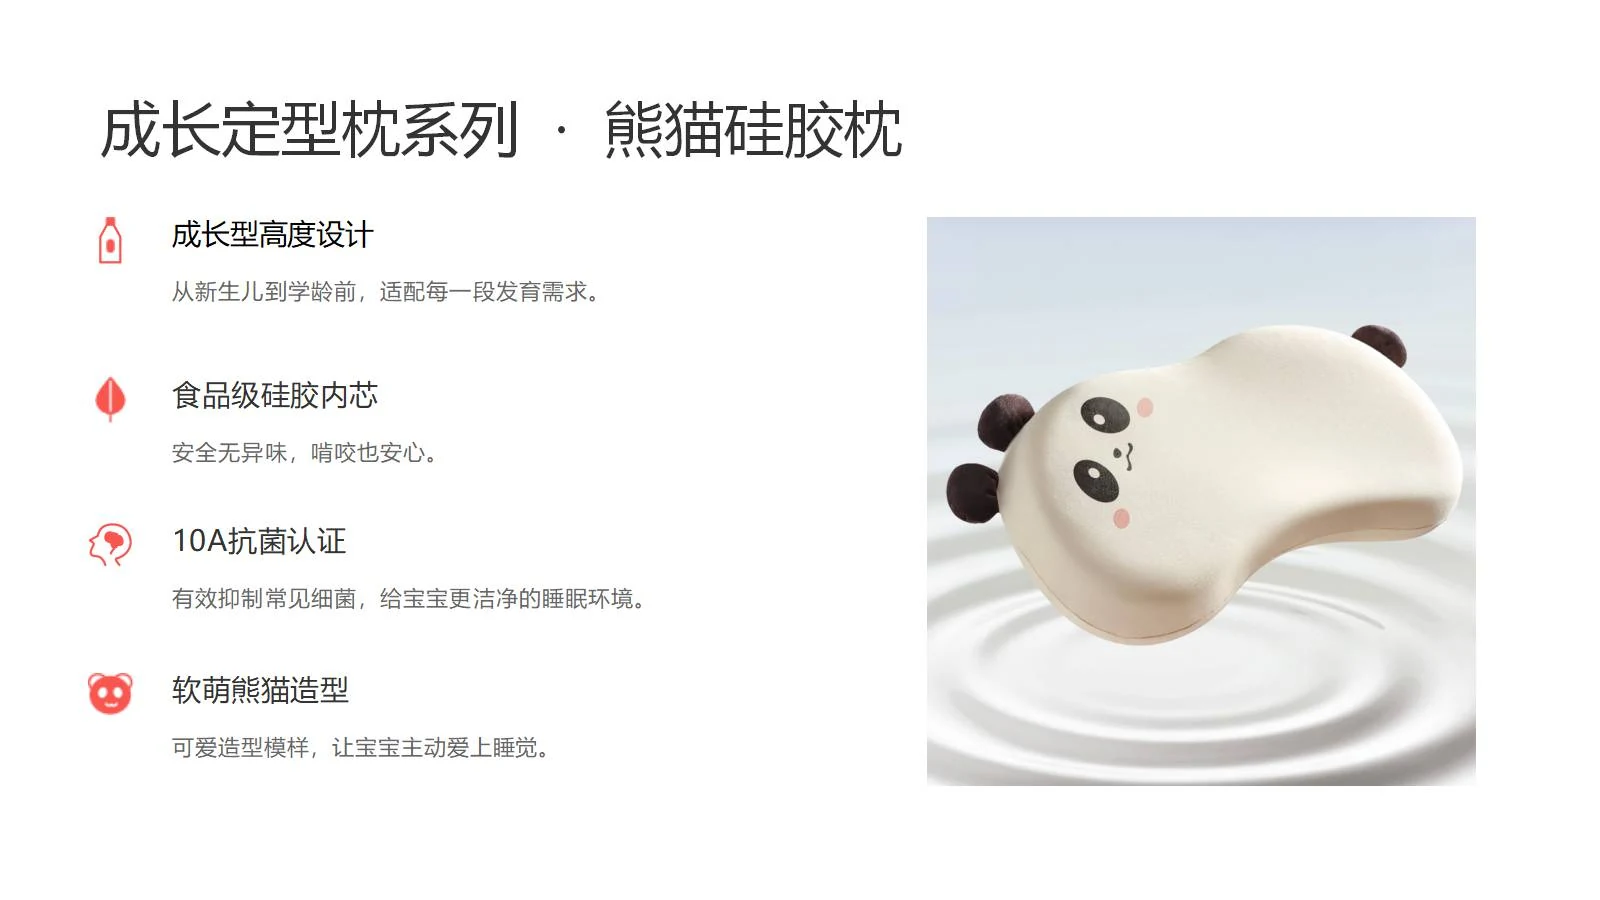 成长定型枕系列 · 熊猫硅胶枕
成长型高度设计
从新生儿到学龄前，适配每一段发育需求。
食品级硅胶内芯
安全无异味，啃咬也安心。
10A抗菌认证
有效抑制常见细菌，给宝宝更洁净的睡眠环境。
软萌熊猫造型
可爱造型模样，让宝宝主动爱上睡觉。